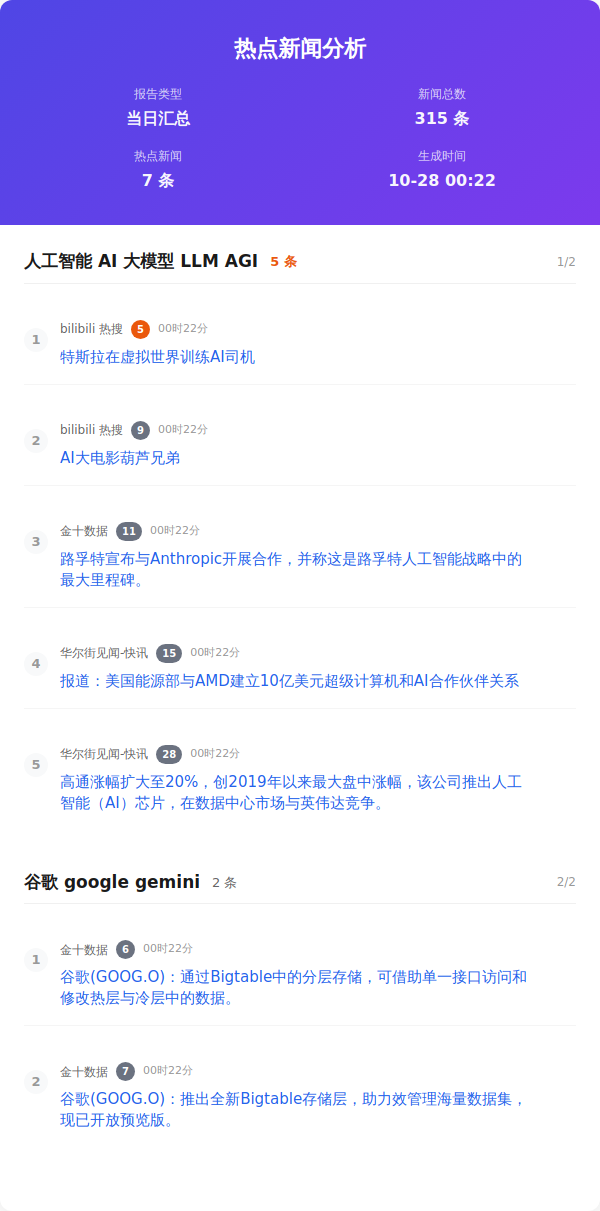 热点新闻分析
报告类型
当日汇总
新闻总数
315 条
热点新闻
7 条
生成时间
10-28 00:22
人工智能 AI 大模型 LLM AGI 5 条 1/2
1
bilibili 热搜 5 00时22分
特斯拉在虚拟世界训练AI司机
2
bilibili 热搜 9 00时22分
AI大电影葫芦兄弟
3
金十数据 11 00时22分
路孚特宣布与Anthropic开展合作，并称这是路孚特人工智能战略中的
最大里程碑。
4
华尔街见闻-快讯 15 00时22分
报道：美国能源部与AMD建立10亿美元超级计算机和AI合作伙伴关系
5
华尔街见闻-快讯 28 00时22分
高通涨幅扩大至20%，创2019年以来最大盘中涨幅，该公司推出人工
智能（AI）芯片，在数据中心市场与英伟达竞争。
谷歌 google gemini 2 条 2/2
1
金十数据 6 00时22分
谷歌(GOOG.O)：通过Bigtable中的分层存储，可借助单一接口访问和
修改热层与冷层中的数据。
2
金十数据 7 00时22分
谷歌(GOOG.O)：推出全新Bigtable存储层，助力效管理海量数据集，
现已开放预览版。